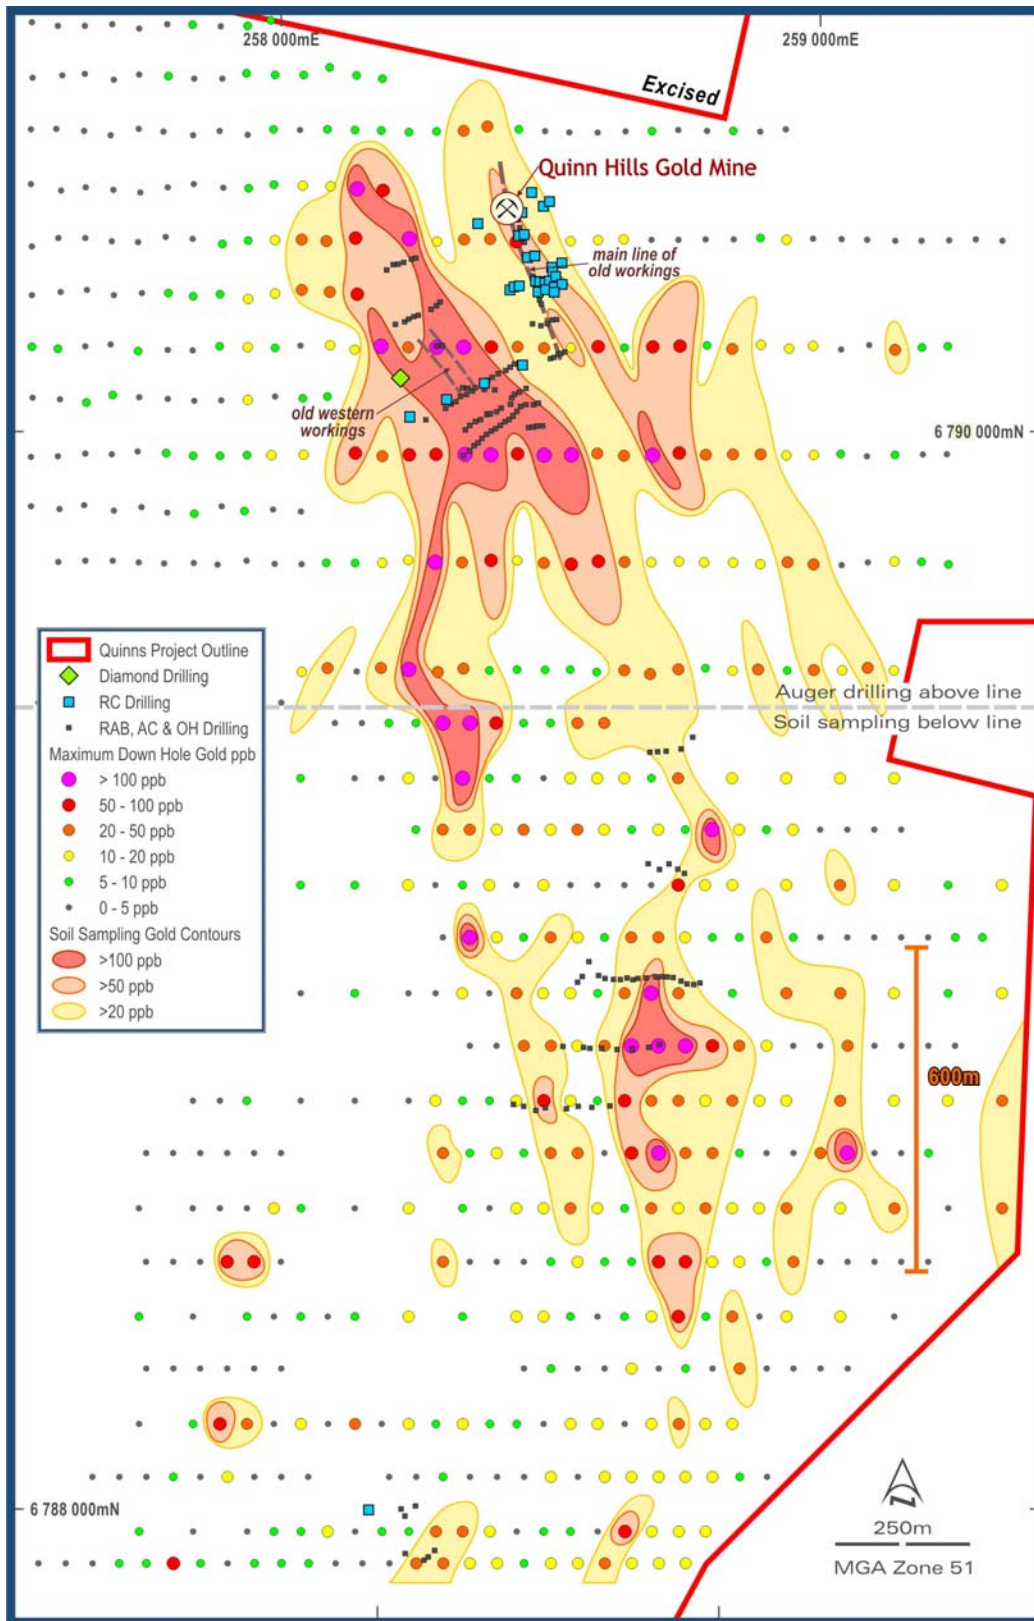 258 000mE
259 000mE
Excised
Quinn Hills Gold Mine
main line of
old workings
old western
workings
6 790 000mN
Quinns Project Outline
Diamond Drilling
RC Drilling
RAB, AC & OH Drilling
Maximum Down Hole Gold ppb
> 100 ppb
50 - 100 ppb
20 - 50 ppb
10 - 20 ppb
5 - 10 ppb
0 - 5 ppb
Soil Sampling Gold Contours
>100 ppb
>50 ppb
>20 ppb
Auger drilling above line
Soil sampling below line
600m
6 788 000mN
N
250m
MGA Zone 51